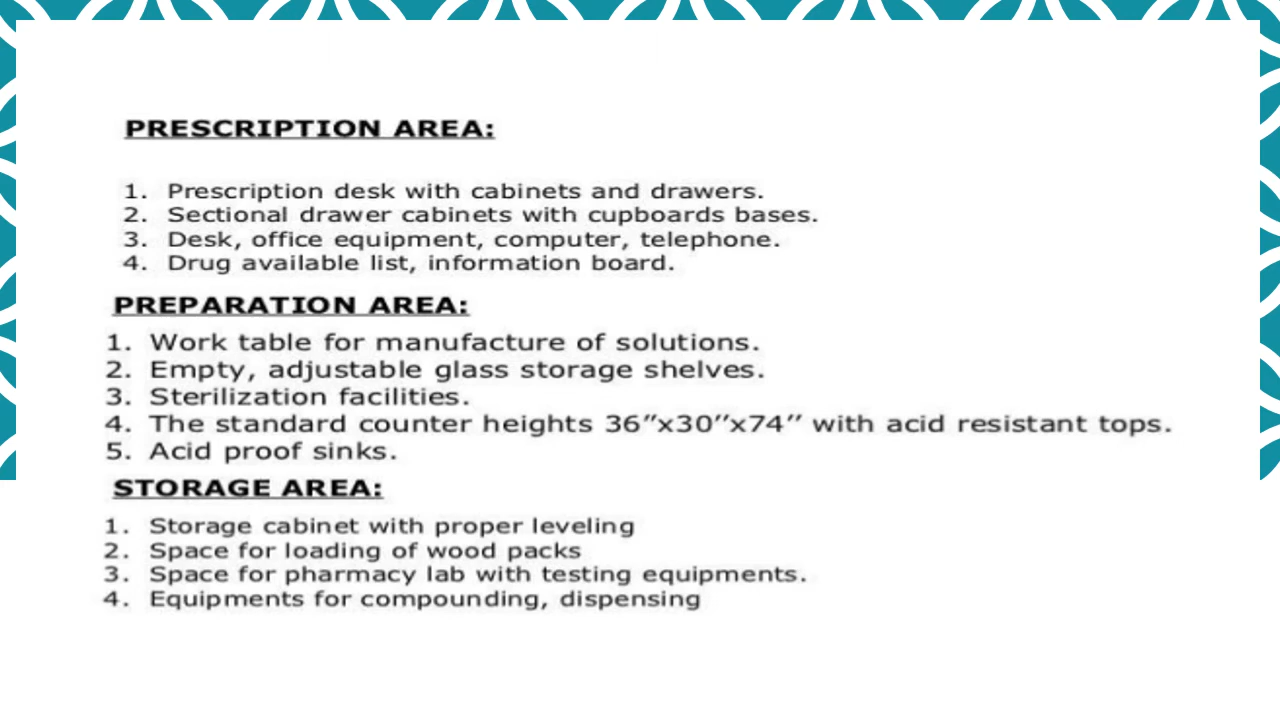 PRESCRIPTION AREA:
1. Prescription desk with cabinets and drawers.
2. Sectional drawer cabinets with cupboards bases.
3. Desk, office equipment, computer, telephone.
4. Drug available list, information board.
PREPARATION AREA:
1. Work table for manufacture of solutions.
2. Empty, adjustable glass storage shelves.
3. Sterilization facilities.
4. The standard counter heights 36’’x30’’x74’’ with acid resistant tops.
5. Acid proof sinks.
STORAGE AREA:
1. Storage cabinet with proper leveling
2. Space for loading of wood packs
3. Space for pharmacy lab with testing equipments.
4. Equipments for compounding, dispensing